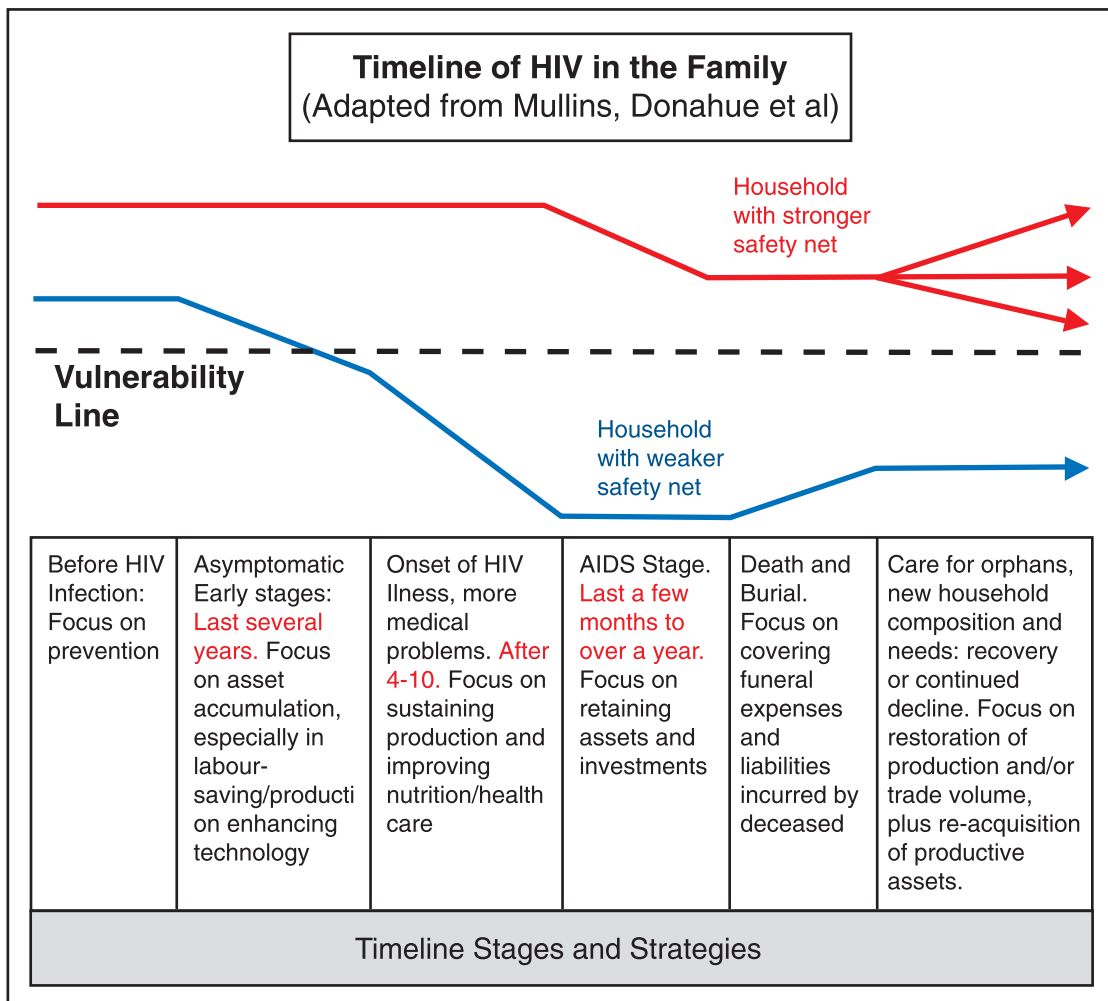 Timeline of HIV in the Family
(Adapted from Mullins, Donahue et al)
Household
with stronger
safety net
Vulnerability
Line
Household
with weaker
safety net
Before HIV
Infection:
Focus on
prevention
Asymptomatic
Early stages:
Last several
years. Focus
on asset
accumulation,
especially in
labour-
saving/producti
on enhancing
technology
Onset of HIV
Ilness, more
medical
problems. After
4-10. Focus on
sustaining
production and
improving
nutrition/health
care
AIDS Stage.
Last a few
months to
over a year.
Focus on
retaining
assets and
investments
Death and
Burial.
Focus on
covering
funeral
expenses
and
liabilities
incurred by
deceased
Care for orphans,
new household
composition and
needs: recovery
or continued
decline. Focus on
restoration of
production and/or
trade volume,
plus re-acquisition
of productive
assets.
Timeline Stages and Strategies